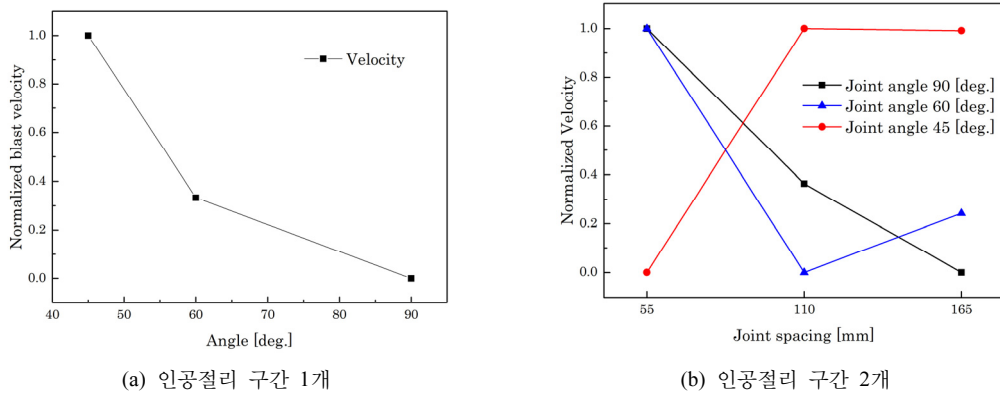 Normalized blast velocity
1.0
0.8
0.6
0.4
0.2
0.0
Velocity
40
50
60
70
80
90
Angle [deg.]
(a) 인공절리 구간 1개
Normalized Velocity
1.0
0.8
0.6
0.4
0.2
0.0
Joint angle 90 [deg.]
Joint angle 60 [deg.]
Joint angle 45 [deg.]
55
110
165
Joint spacing [mm]
(b) 인공절리 구간 2개